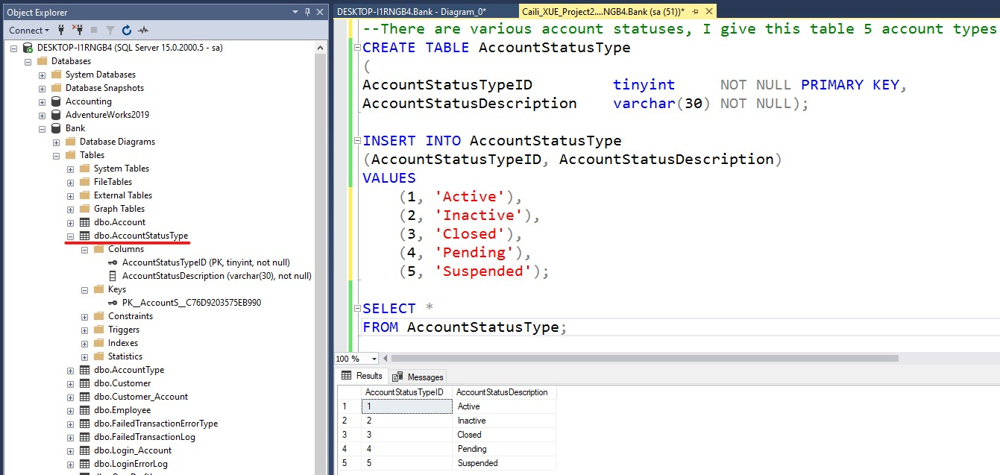 Object Explorer
Connect
DESKTOP-I1RNGB4 (SQL Server 15.0.2000.5 - sa)
Databases
System Databases
Database Snapshots
Accounting
AdventureWorks2019
Bank
Database Diagrams
Tables
System Tables
FileTables
External Tables
Graph Tables
dbo.Account
dbo.AccountStatusType
Columns
AccountStatusTypeID (PK, tinyint, not null)
AccountStatusDescription (varchar(30), not null)
Keys
PK__AccountS__C76D9203575EB990
Constraints
Triggers
Indexes
Statistics
dbo.AccountType
dbo.Customer
dbo.Customer_Account
dbo.Employee
dbo.FailedTransactionErrorType
dbo.FailedTransactionLog
dbo.Login_Account
dbo.LoginErrorLog
DESKTOP-I1RNGB4.Bank - Diagram_0*
Caili_XUE_Project2....NGB4.Bank (sa (51))*
--There are various account statuses, I give this table 5 account types
CREATE TABLE AccountStatusType
(
AccountStatusTypeID tinyint NOT NULL PRIMARY KEY,
AccountStatusDescription varchar(30) NOT NULL);
INSERT INTO AccountStatusType
(AccountStatusTypeID, AccountStatusDescription)
VALUES
(1, 'Active'),
(2, 'Inactive'),
(3, 'Closed'),
(4, 'Pending'),
(5, 'Suspended');
SELECT *
FROM AccountStatusType;
100 %
Results Messages
AccountStatusTypeID AccountStatusDescription
1 1 Active
2 2 Inactive
3 3 Closed
4 4 Pending
5 5 Suspended